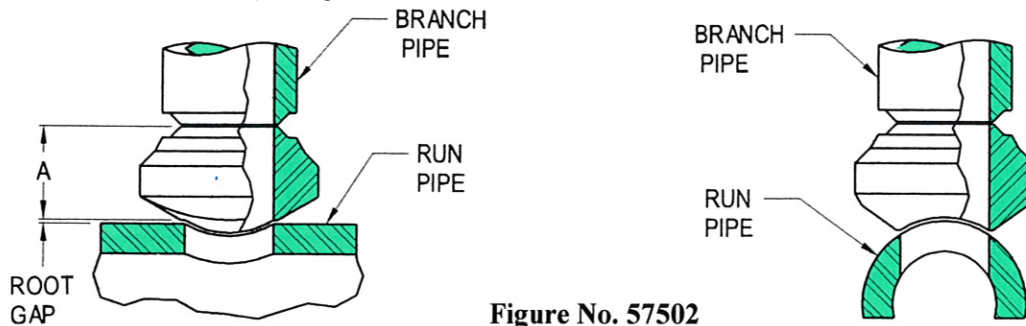 BRANCH
PIPE
A
RUN
PIPE
ROOT
GAP
BRANCH
PIPE
RUN
PIPE
Figure No. 57502